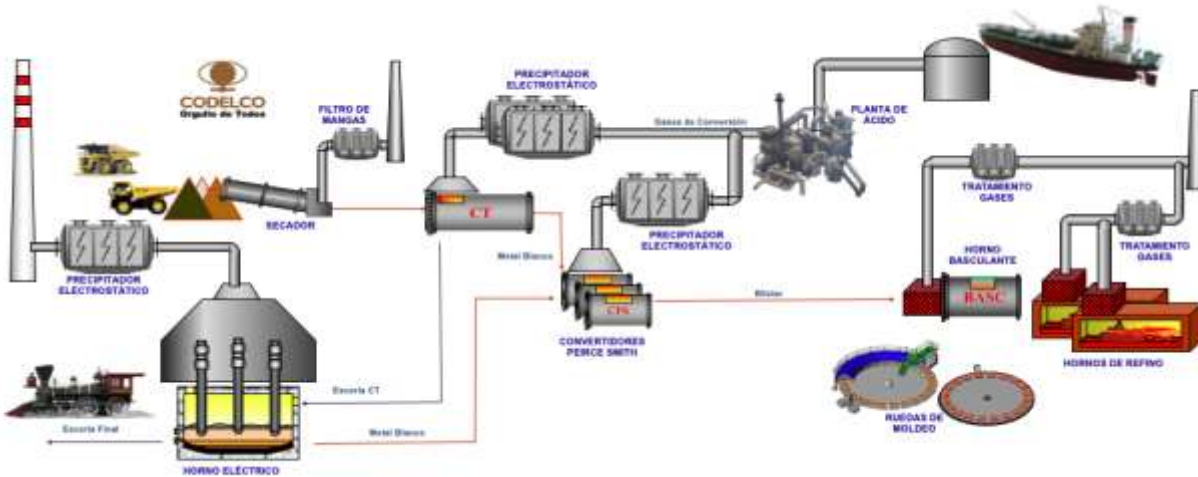 CODELCO
Orgullo de Todos
FILTRO DE
MANGAS
PRECIPITADOR
ELECTROSTÁTICO
Gases de Conversión
PLANTA DE
ÁCIDO
TRATAMIENTO
GASES
SECADOR
CT
PRECIPITADOR
ELECTROSTÁTICO
TRATAMIENTO
GASES
Metal Blanco
HORNO
BASCULANTE
PRECIPITADOR
ELECTROSTÁTICO
CPS
Blister
BASC
CONVERTIDORES
PEIRCE SMITH
HORNOS DE REFINO
Escoria CT
RUEDAS DE
MOLDEO
Escoria Final
Metal Blanco
HORNO ELÉCTRICO